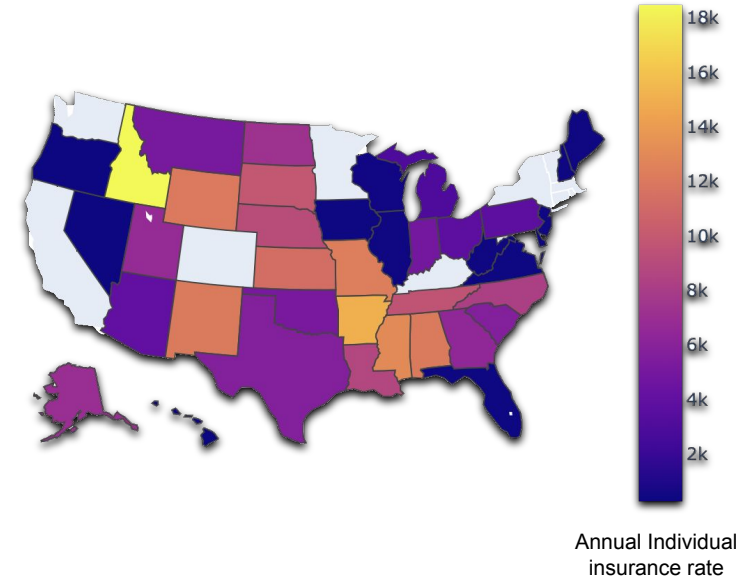 18k
16k
14k
12k
10k
8k
6k
4k
2k
Annual Individual
insurance rate